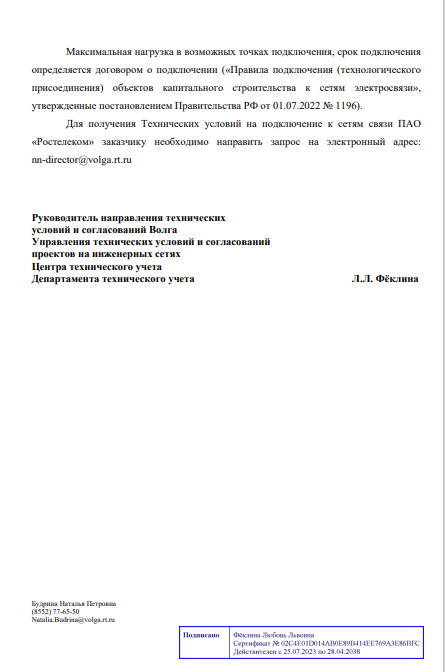 Максимальная нагрузка в возможных точках подключения, срок подключения
определяется договором о подключении («Правила подключения (технологического
присоединения) объектов капитального строительства к сетям электросвязи»,
утвержденные постановлением Правительства РФ от 01.07.2022 № 1196).
Для получения Технических условий на подключение к сетям связи ПАО
«Ростелеком» заказчику необходимо направить запрос на электронный адрес:
nn-director@volga.rt.ru
Руководитель направления технических
условий и согласований Волга
Управления технических условий и согласований
проектов на инженерных сетях
Центра технического учета
Департамента технического учета Л.Л. Фёклина
Будрина Наталья Петровна
(8552) 77-65-50
Natalia.Budrina@volga.rt.ru
Подписано Фёклина Любовь Львовна
Сертификат № 02C4E01D014AB0E89B414EE769A3E86BFC
Действителен с 25.07.2023 по 28.04.2038